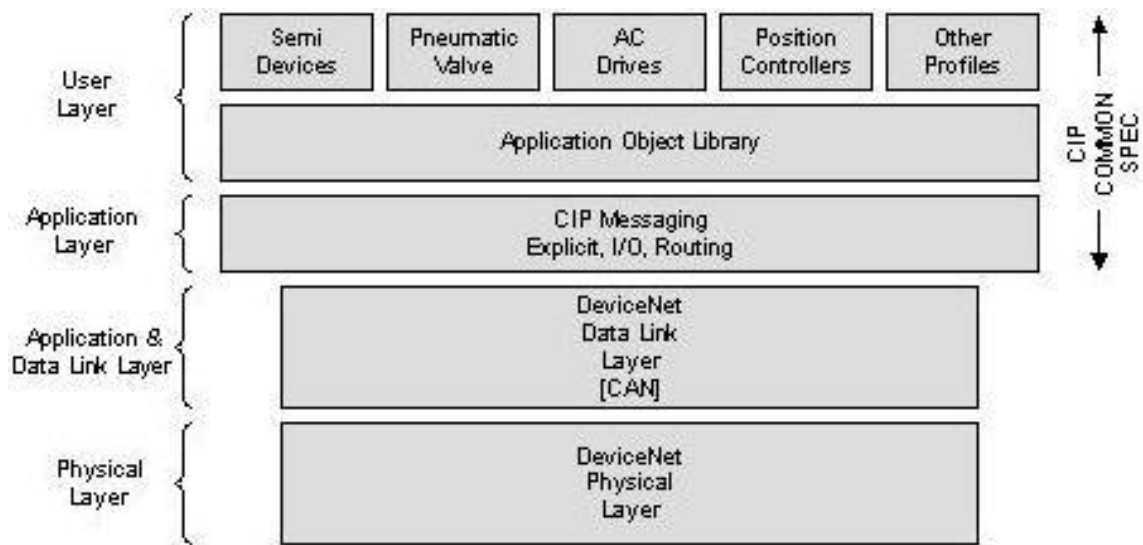 User
Layer
Semi
Devices
Pneumatic
Valve
AC
Drives
Position
Controllers
Other
Profiles
Application Object Library
CIP
COMMON
SPEC
Application
Layer
CIP Messaging
Explicit, I/O, Routing
Application &
Data Link Layer
DeviceNet
Data Link
Layer
[CAN]
Physical
Layer
DeviceNet
Physical
Layer